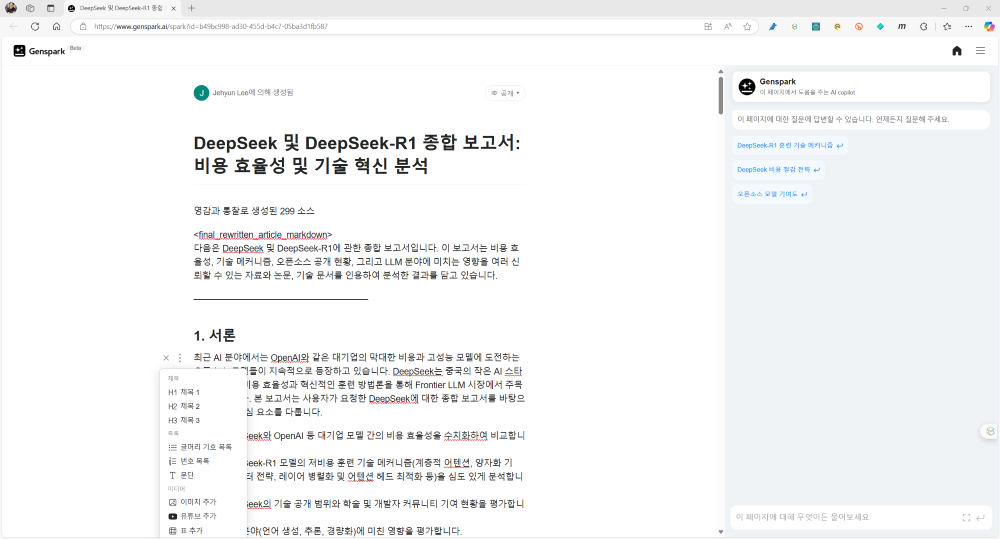 DeepSeek 및 DeepSeek-R1 종합
https://www.genspark.ai/spark?id=b49bc998-ad30-455d-b4c7-05ba3d1fb587
Genspark Beta
Jehyun Lee에 의해 생성됨
공개
DeepSeek 및 DeepSeek-R1 종합 보고서:
비용 효율성 및 기술 혁신 분석
영감과 통찰로 생성된 299 소스
<final_rewritten_article_markdown>
다음은 DeepSeek 및 DeepSeek-R1에 관한 종합 보고서입니다. 이 보고서는 비용 효
율성, 기술 메커니즘, 오픈소스 공개 현황, 그리고 LLM 분야에 미치는 영향을 여러 신
뢰할 수 있는 자료와 논문, 기술 문서를 인용하여 분석한 결과를 담고 있습니다.
1. 서론
최근 AI 분야에서는 OpenAI와 같은 대기업의 막대한 비용과 고성능 모델에 도전하는
들이 지속적으로 등장하고 있습니다. DeepSeek는 중국의 작은 AI 스타
비용 효율성과 혁신적인 훈련 방법론을 통해 Frontier LLM 시장에서 주목
. 본 보고서는 사용자가 요청한 DeepSeek에 대한 종합 보고서를 바탕으
심 요소를 다룹니다.
Seek와 OpenAI 등 대기업 모델 간의 비용 효율성을 수치화하여 비교합니
Seek-R1 모델의 저비용 훈련 기술 메커니즘(계층적 어텐션, 양자화 기
터 전략, 레이어 병렬화 및 어텐션 헤드 최적화 등)을 심도 있게 분석합니
Seek의 기술 공개 범위와 학술 및 개발자 커뮤니티 기여 현황을 평가합니
분야(언어 생성, 추론, 경량화)에 미친 영향을 평가합니다.
제목
H1 제목 1
H2 제목 2
H3 제목 3
목록
글머리 기호 목록
번호 목록
문단
미디어
이미지 추가
유튜브 추가
표 추가
Genspark
이 페이지에서 도움을 주는 AI copilot
이 페이지에 대한 질문에 답변할 수 있습니다. 언제든지 질문해 주세요.
DeepSeek-R1 훈련 기술 메커니즘
DeepSeek 비용 절감 전략
오픈소스 모델 기여도
이 페이지에 대해 무엇이든 물어보세요